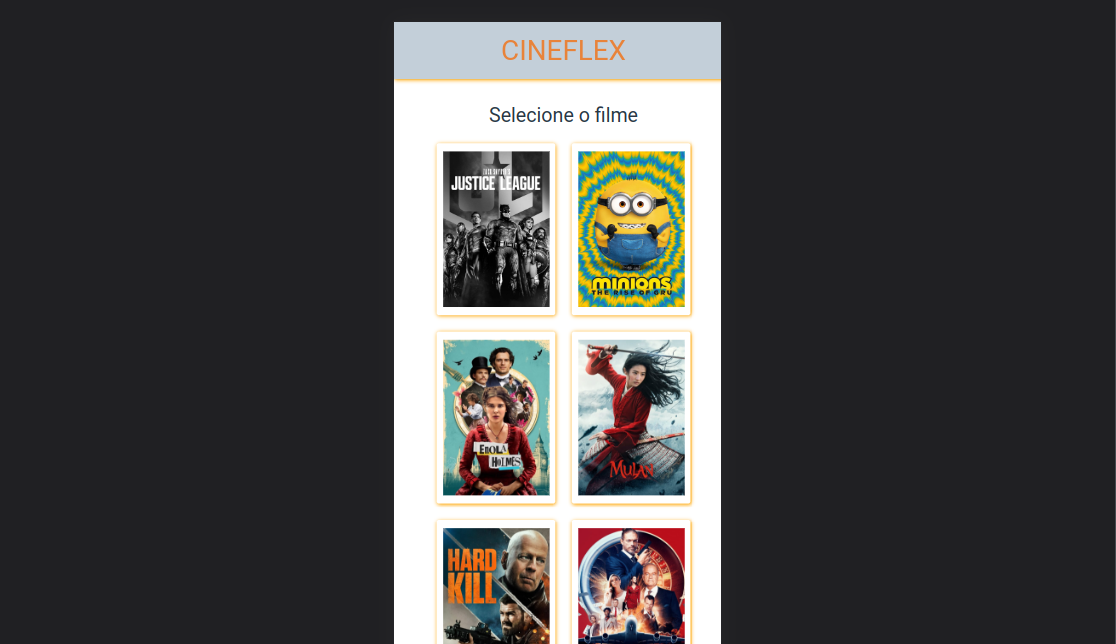 CINEFLEX
Selecione o filme
ZACK SNYDER'S
JUSTICE LEAGUE
MINIONS
THE RISE OF GRU
ENOLA
HOLMES
MULAN
HARD
KILL